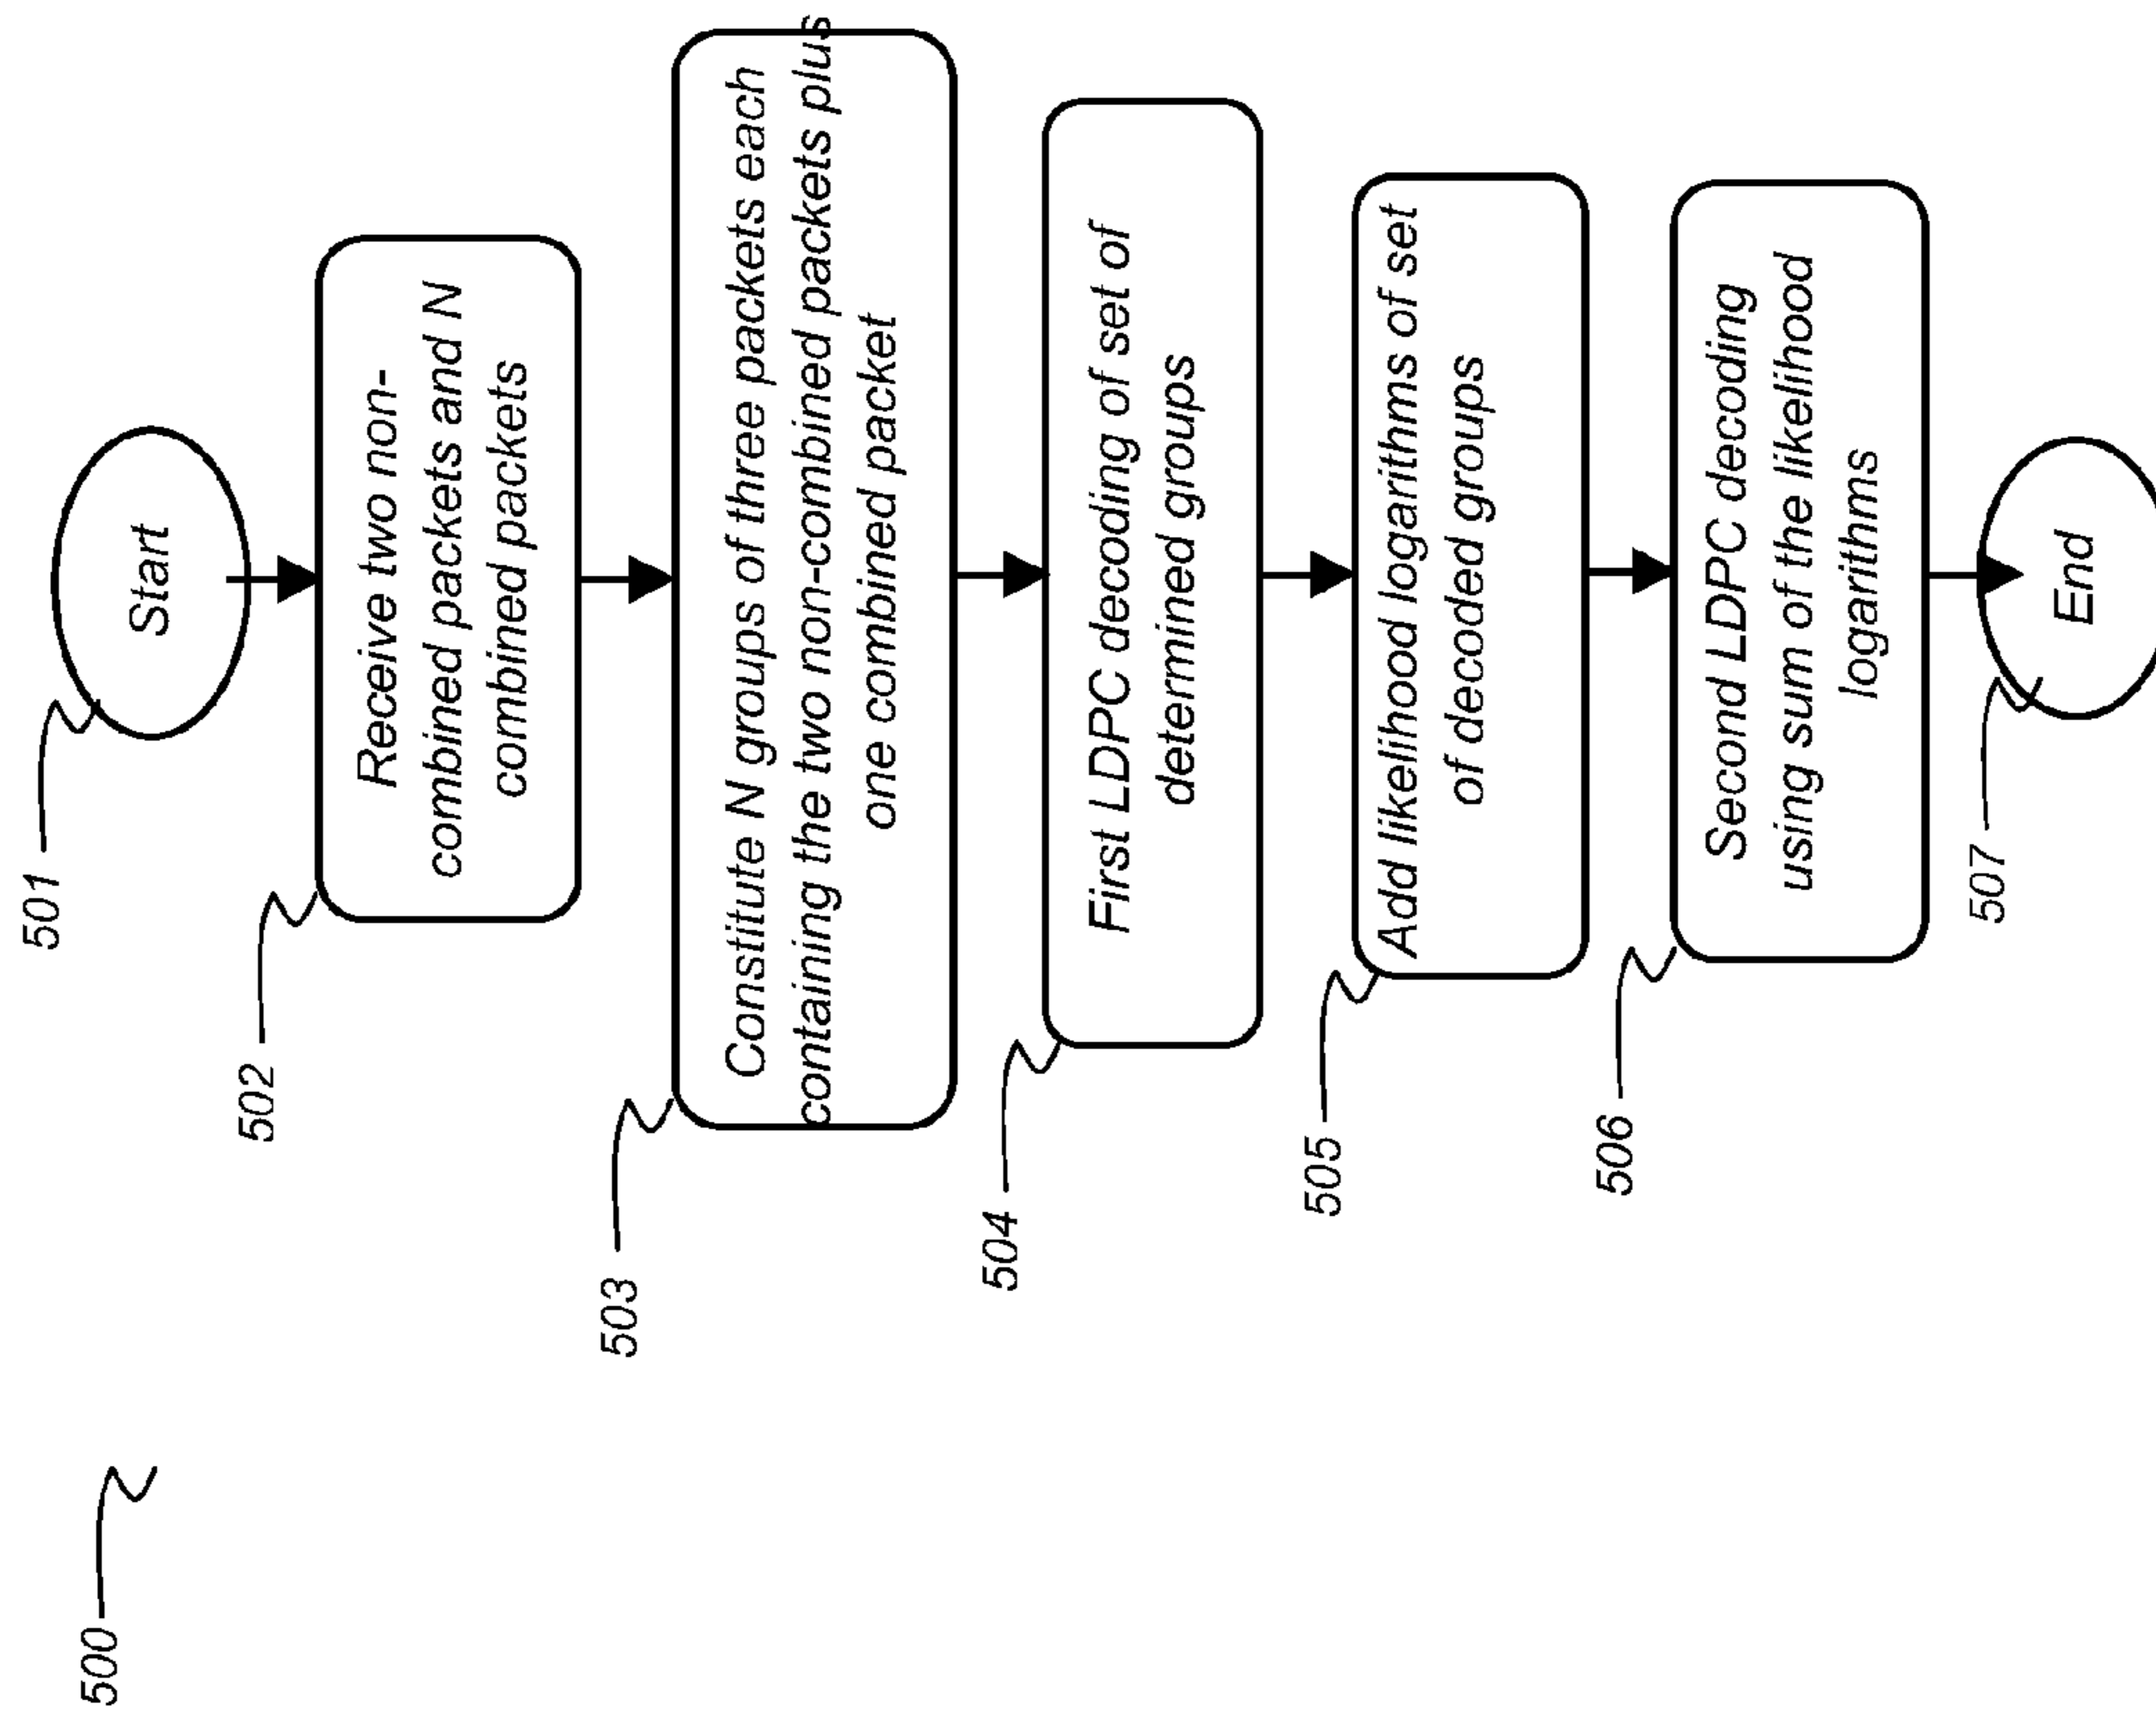 500
501
Start
502
Receive two non-
combined packets and N
combined packets
503
Constitute N groups of three packets each
containing the two non-combined packets plus
one combined packet
504
First LDPC decoding of set of
determined groups
505
Add likelihood logarithms of set
of decoded groups
506
Second LDPC decoding
using sum of the likelihood
logarithms
507
End